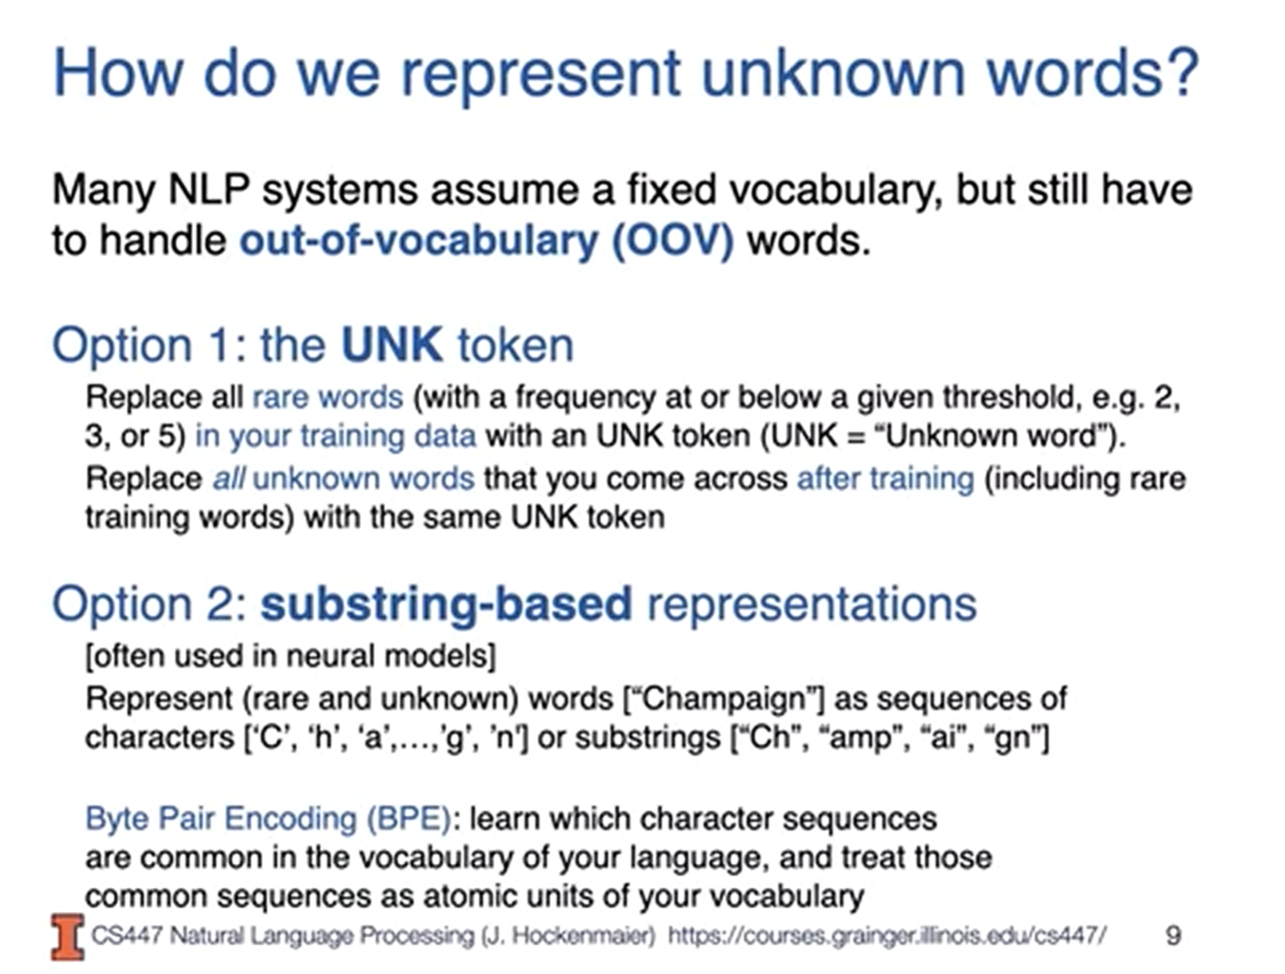 How do we represent unknown words?
Many NLP systems assume a fixed vocabulary, but still have
to handle out-of-vocabulary (OOV) words.
Option 1: the UNK token
Replace all rare words (with a frequency at or below a given threshold, e.g. 2,
3, or 5) in your training data with an UNK token (UNK = “Unknown word”).
Replace all unknown words that you come across after training (including rare
training words) with the same UNK token
Option 2: substring-based representations
[often used in neural models]
Represent (rare and unknown) words [“Champaign”] as sequences of
characters [‘C’, ‘h’, ‘a’,...,’g’, ’n’] or substrings [“Ch”, “amp”, “ai”, “gn”]
Byte Pair Encoding (BPE): learn which character sequences
are common in the vocabulary of your language, and treat those
common sequences as atomic units of your vocabulary
CS447 Natural Language Processing (J. Hockenmaier) https://courses.grainger.illinois.edu/cs447/ 9